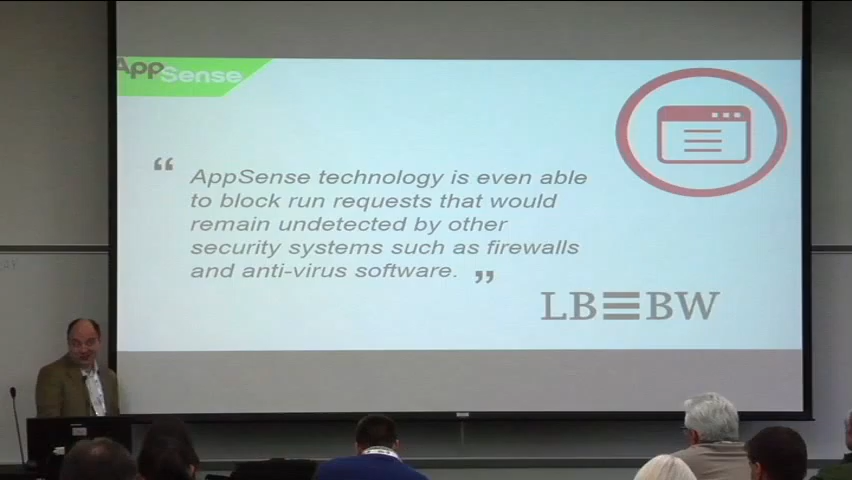 AppSense
“ AppSense technology is even able
to block run requests that would
remain undetected by other
security systems such as firewalls
and anti-virus software. ”
LB≡BW